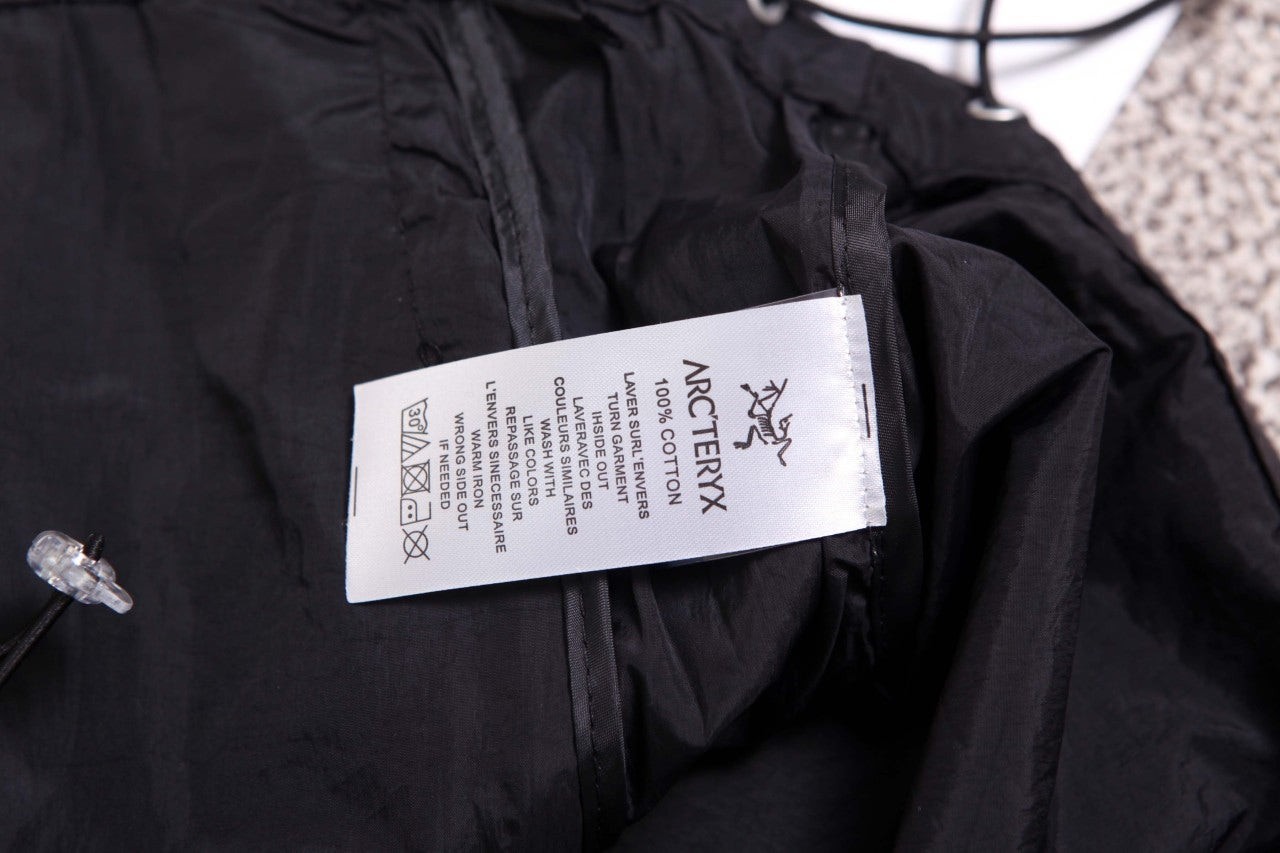 ARC'TERYX
100% COTTON
LAVER SURL'ENVERS
TURN GARMENT
IHSIDE OUT
LAVERAVEC DES
COULEURS SIMILAIRES
WASH WITH
LIKE COLORS
REPASSAGE SUR
L'ENVERS SINECESSAIRE
WARM IRON
WRONG SIDE OUT
IF NEEDED
30°